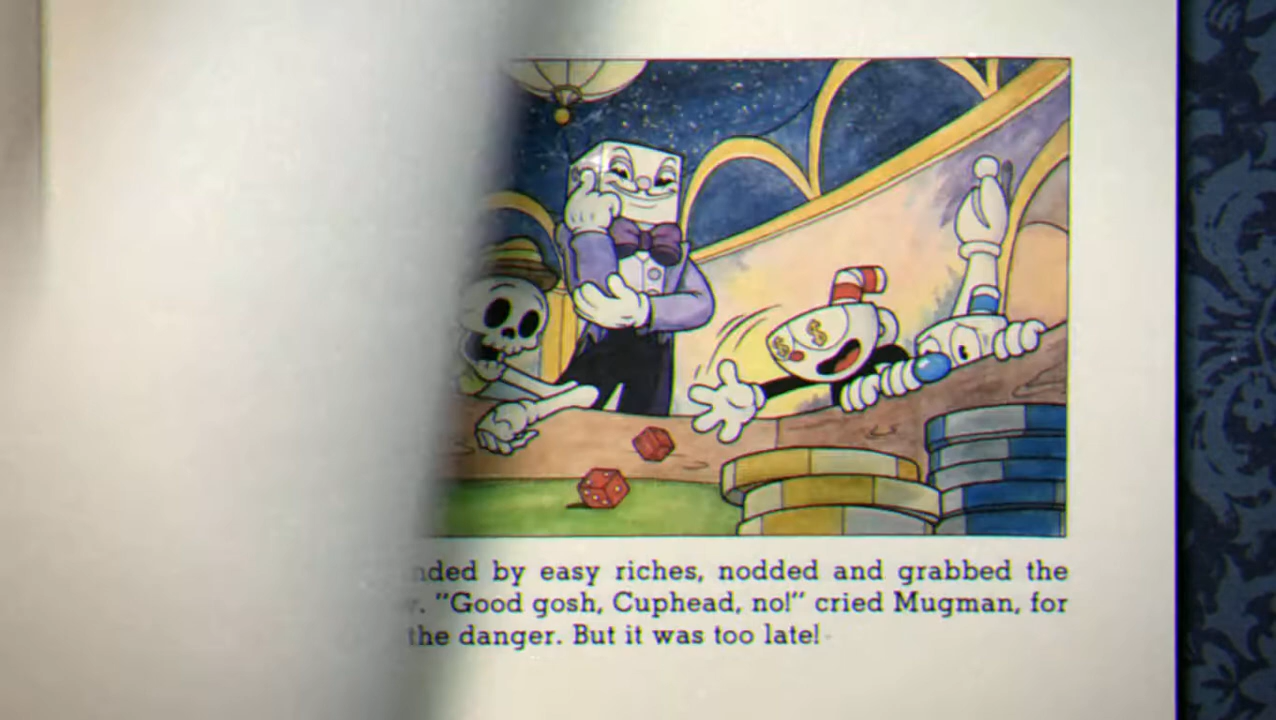 by easy riches, nodded and grabbed the
"Good gosh, Cuphead, no!" cried Mugman, for
the danger. But it was too late!